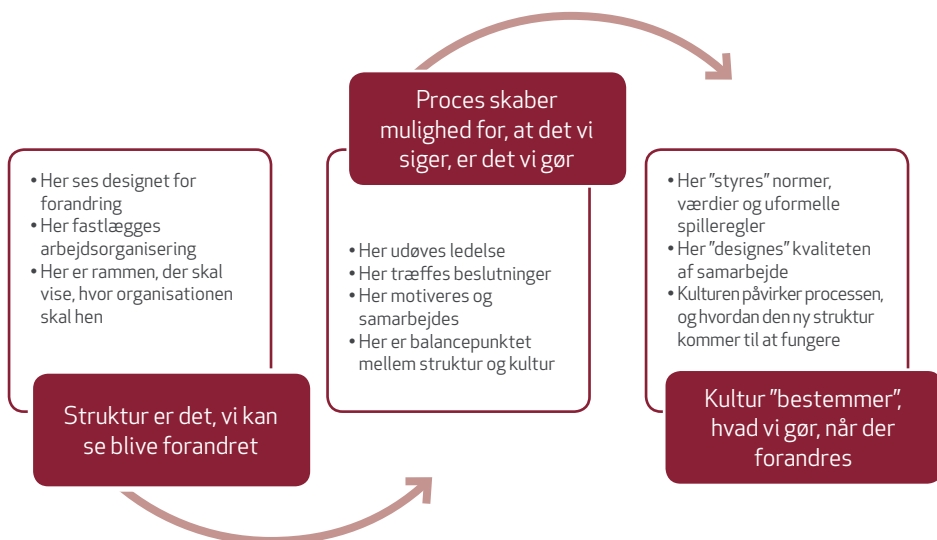 • Her ses designet for
forandring
• Her fastlægges
arbejdsorganisering
• Her er rammen, der skal
vise, hvor organisationen
skal hen
Struktur er det, vi kan
se blive forandret
Proces skaber
mulighed for, at det vi
siger, er det vi gør
• Her udøves ledelse
• Her træffes beslutninger
• Her motiveres og
samarbejdes
• Her er balancepunktet
mellem struktur og kultur
• Her ”styres” normer,
værdier og uformelle
spilleregler
• Her ”designes” kvaliteten
af samarbejde
• Kulturen påvirker processen,
og hvordan den ny struktur
kommer til at fungere
Kultur ”bestemmer”,
hvad vi gør, når der
forandres